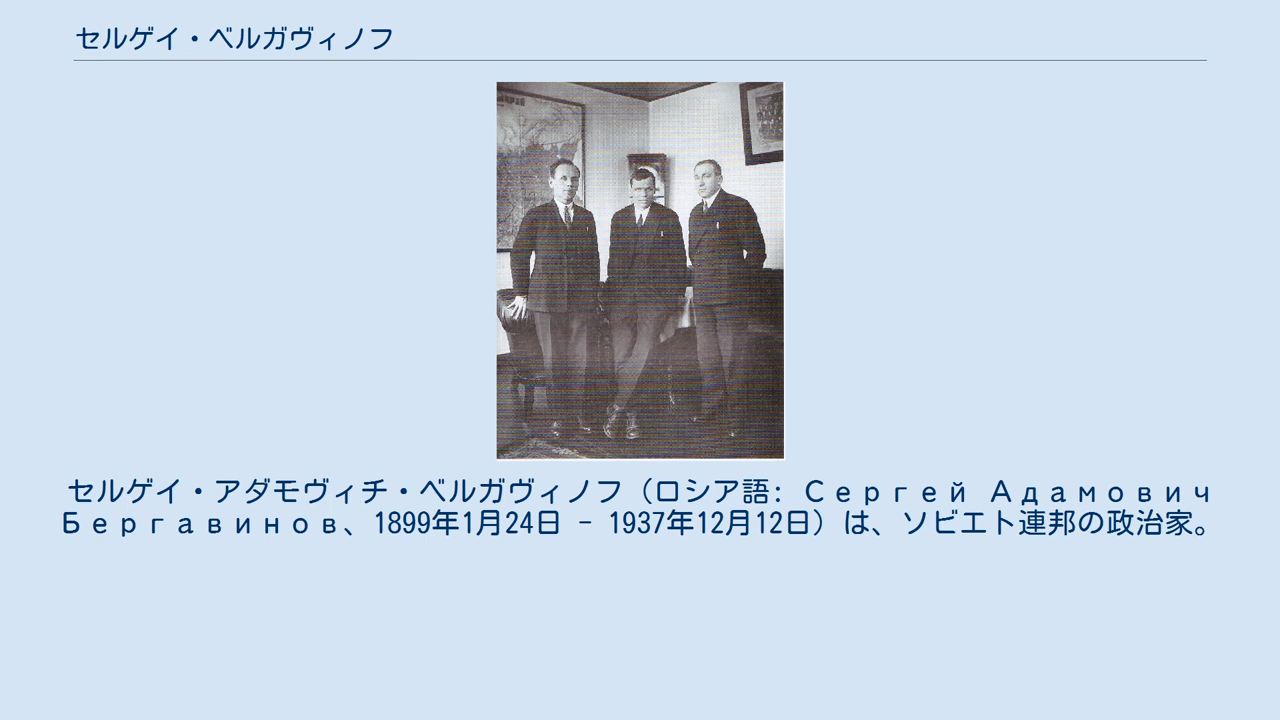 セルゲイ・ベルガヴィノフ
セルゲイ・アダモヴィチ・ベルガヴィノフ（ロシア語: Сергей Адамович
Бергавинов、1899年1月24日 - 1937年12月12日）は、ソビエト連邦の政治家。